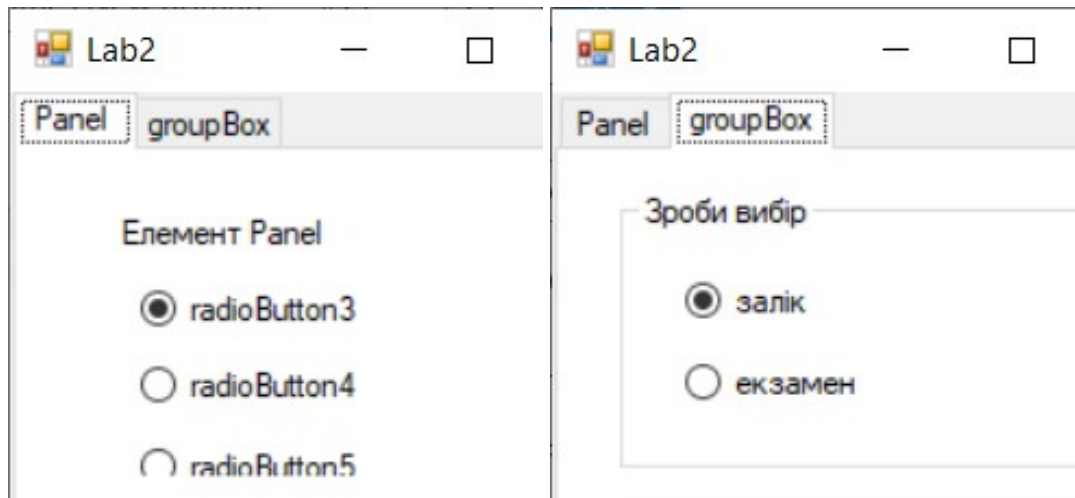 Lab2
Panel groupBox
Елемент Panel
radioButton3
radioButton4
radioButton5
Lab2
Panel groupBox
Зроби вибір
залік
екзамен